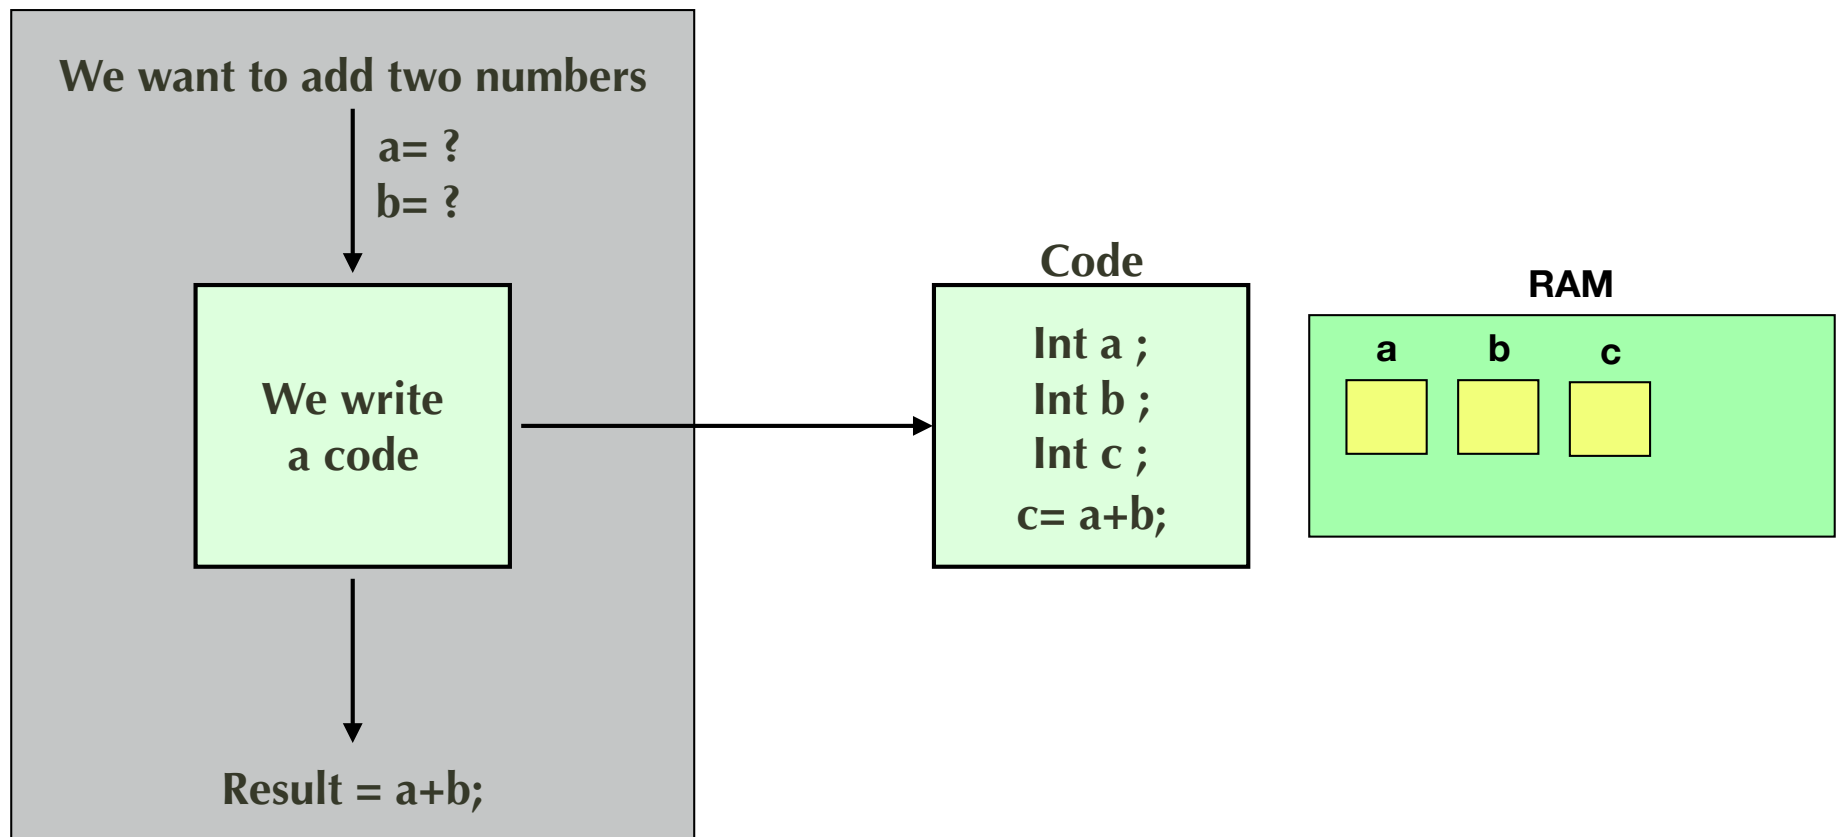 We want to add two numbers
a= ?
b= ?
We write
a code
Result = a+b;
Code
Int a ;
Int b ;
Int c ;
c= a+b;
RAM
a b c